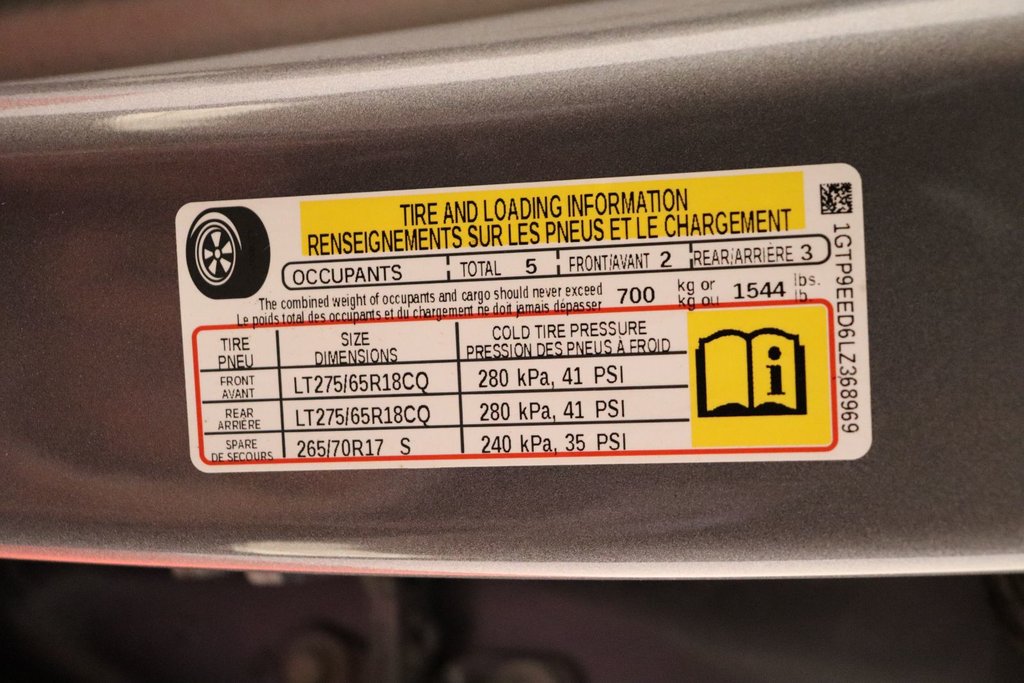 TIRE AND LOADING INFORMATION
RENSEIGNEMENTS SUR LES PNEUS ET LE CHARGEMENT
OCCUPANTS TOTAL 5 FRONT/AVANT 2 REAR/ARRIÈRE 3
The combined weight of occupants and cargo should never exceed 700 kg or 1544 lbs.
Le poids total des occupants et du chargement ne doit jamais dépasser kg ou lb.
TIRE SIZE COLD TIRE PRESSURE
PNEU DIMENSIONS PRESSION DES PNEUS À FROID
FRONT
AVANT LT275/65R18CQ 280 kPa, 41 PSI
REAR
ARRIÈRE LT275/65R18CQ 280 kPa, 41 PSI
SPARE
DE SECOURS 265/70R17 S 240 kPa, 35 PSI
1GTP9EED6LZ368969